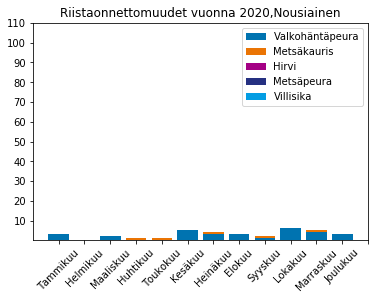 Riistaonnettomuudet vuonna 2020,Nousiainen
110
100
90
80
70
60
50
40
30
20
10
Valkohäntäpeura
Metsäkauris
Hirvi
Metsäpeura
Villisika
Tammikuu
Helmikuu
Maaliskuu
Huhtikuu
Toukokuu
Kesäkuu
Heinäkuu
Elokuu
Syyskuu
Lokakuu
Marraskuu
Joulukuu